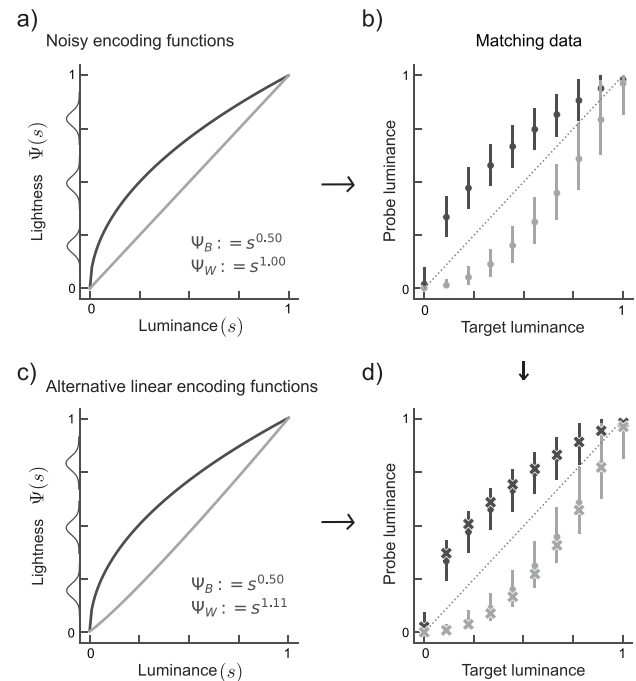 a)
Noisy encoding functions
Lightness Ψ(s)
1
0
Ψ_B : = s^0.50
Ψ_W : = s^1.00
0
1
Luminance(s)
b)
Matching data
Probe luminance
1
0
0
1
Target luminance
c)
Alternative linear encoding functions
Lightness Ψ(s)
1
0
Ψ_B : = s^0.50
Ψ_W : = s^1.11
0
1
Luminance(s)
d)
Probe luminance
1
0
0
1
Target luminance